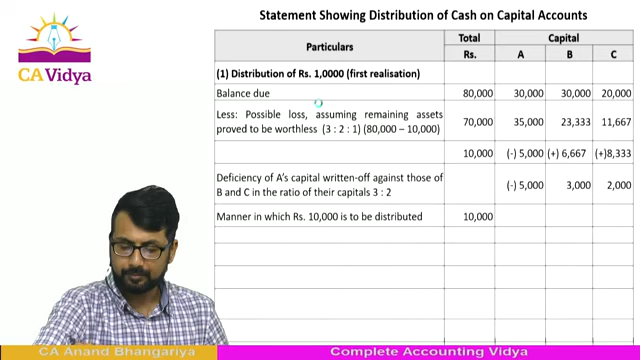 Statement Showing Distribution of Cash on Capital Accounts
CA Vidya
Particulars Total Capital
Rs. A B C
(1) Distribution of Rs. 1,0000 (first realisation)
Balance due 80,000 30,000 30,000 20,000
Less: Possible loss, assuming remaining assets
proved to be worthless (3 : 2 : 1) (80,000 – 10,000) 70,000 35,000 23,333 11,667
10,000 (-) 5,000 (+) 6,667 (+)8,333
Deficiency of A's capital written-off against those of
B and C in the ratio of their capitals 3 : 2 (-) 5,000 3,000 2,000
Manner in which Rs. 10,000 is to be distributed 10,000
CA Anand Bhangariya Complete Accounting Vidya